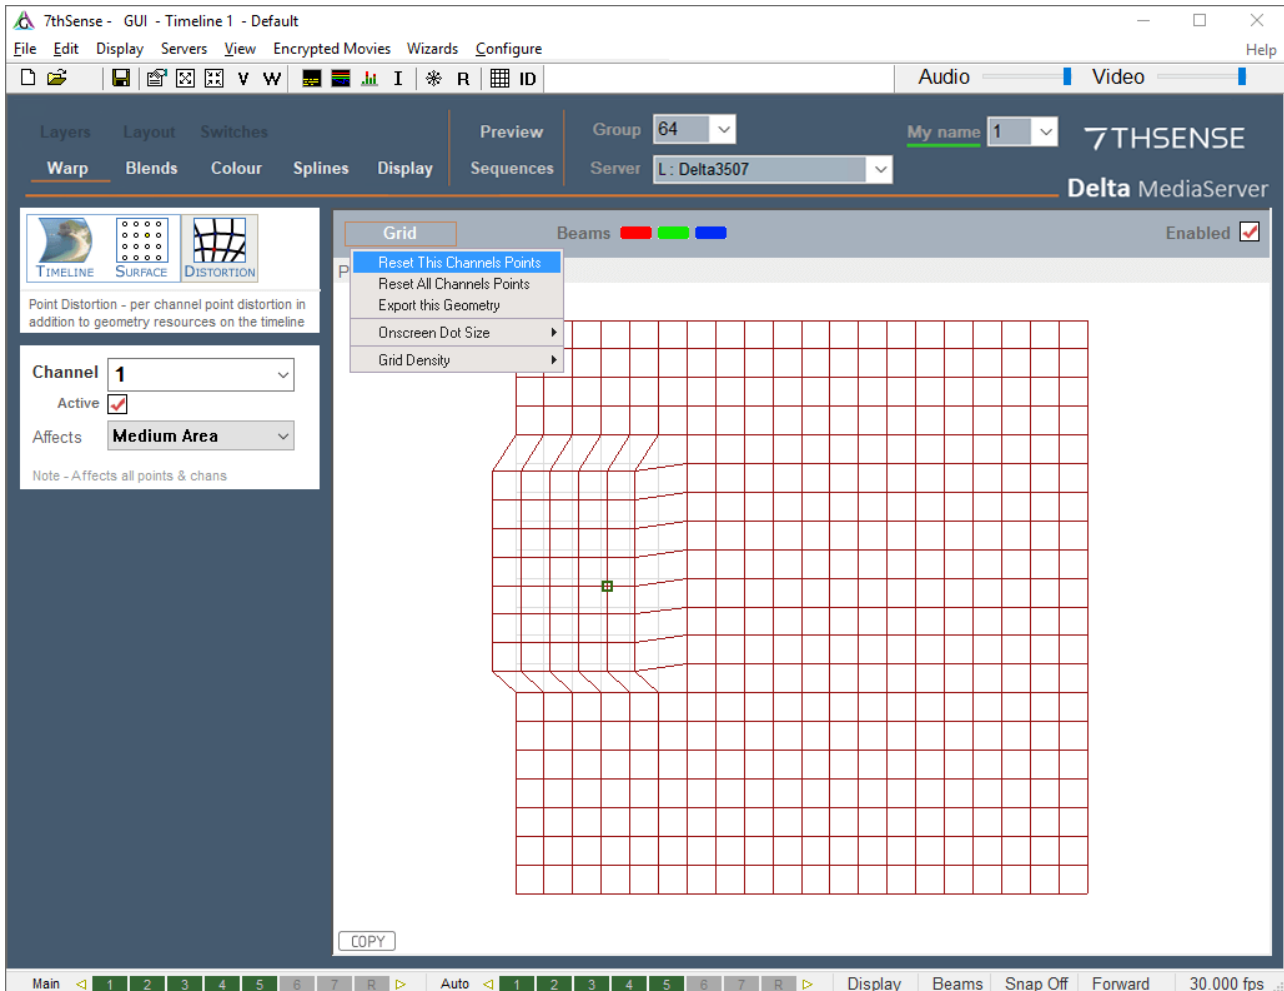 7thSense - GUI - Timeline 1 - Default
File Edit Display Servers View Encrypted Movies Wizards Configure Help
V W I R ID Audio Video
Layers Layout Switches Preview Group 64 My name 1 7THSENSE
Warp Blends Colour Splines Display Sequences Server L : Delta3507 Delta MediaServer
Grid Beams Enabled
TIMELINE SURFACE DISTORTION
Point Distortion - per channel point distortion in
addition to geometry resources on the timeline
Reset This Channels Points
Reset All Channels Points
Export this Geometry
Onscreen Dot Size
Grid Density
Channel 1
Active
Affects Medium Area
Note - Affects all points & chans
COPY
Main 1 2 3 4 5 6 7 R Auto 1 2 3 4 5 6 7 R Display Beams Snap Off Forward 30.000 fps